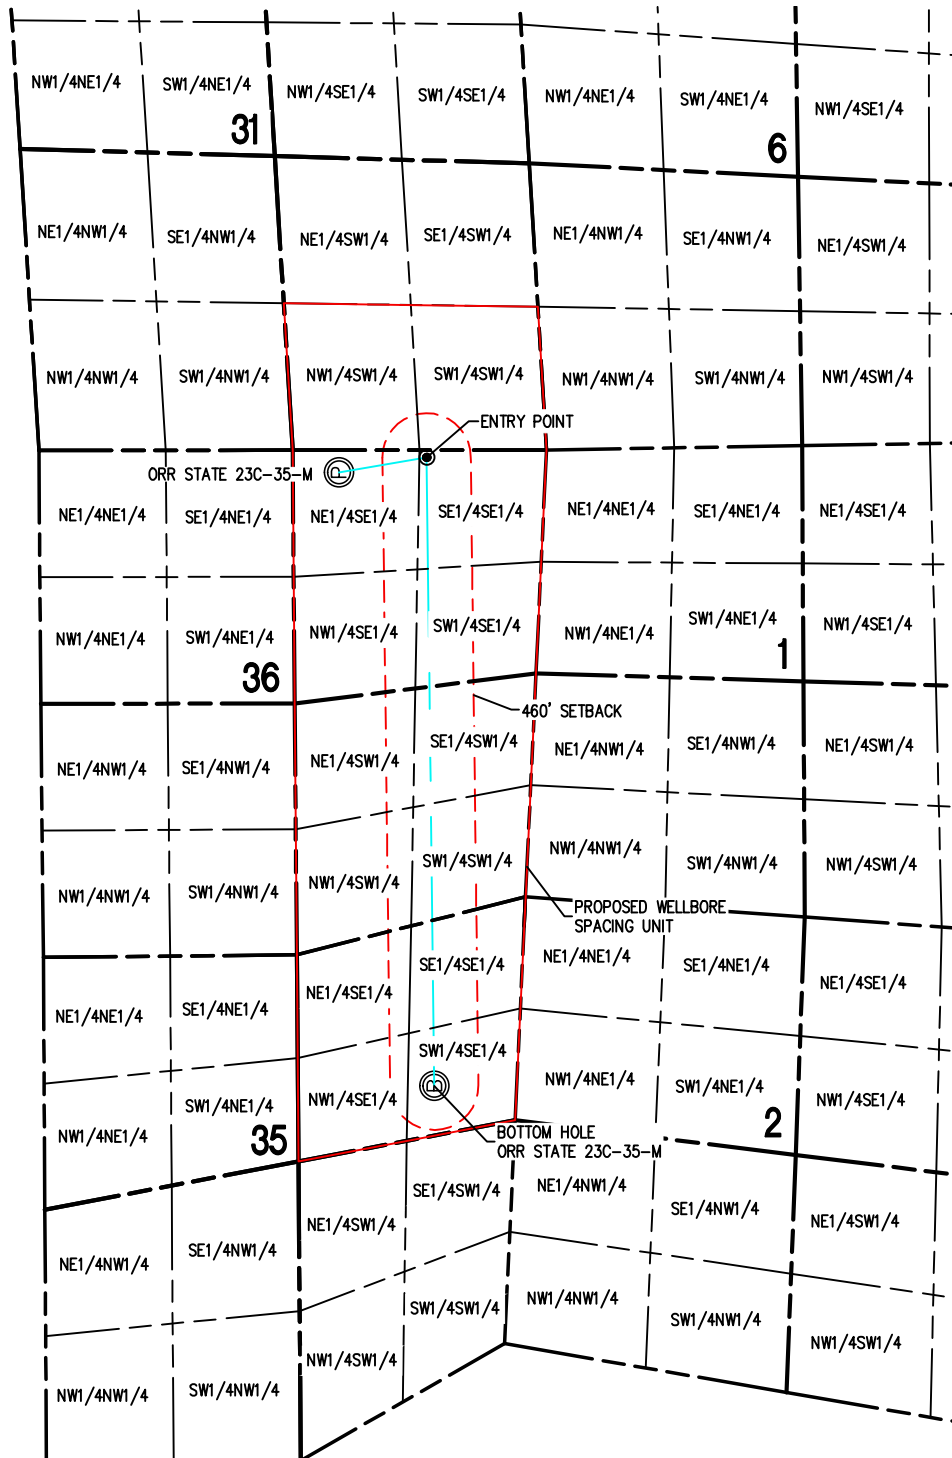 NW1/4NE1/4 SW1/4NE1/4 NW1/4SE1/4 SW1/4SE1/4 NW1/4NE1/4 SW1/4NE1/4 NW1/4SE1/4
31 6
NE1/4NW1/4 SE1/4NW1/4 NE1/4SW1/4 SE1/4SW1/4 NE1/4NW1/4 SE1/4NW1/4 NE1/4SW1/4
NW1/4NW1/4 SW1/4NW1/4 NW1/4SW1/4 SW1/4SW1/4 NW1/4NW1/4 SW1/4NW1/4 NW1/4SW1/4
ENTRY POINT
ORR STATE 23C-35-M P
NE1/4NE1/4 SE1/4NE1/4 NE1/4SE1/4 SE1/4SE1/4 NE1/4NE1/4 SE1/4NE1/4 NE1/4SE1/4
NW1/4NE1/4 SW1/4NE1/4 NW1/4SE1/4 SW1/4SE1/4 NW1/4NE1/4 SW1/4NE1/4 NW1/4SE1/4
36 1
460' SETBACK
NE1/4NW1/4 SE1/4NW1/4 NE1/4SW1/4 SE1/4SW1/4 NE1/4NW1/4 SE1/4NW1/4 NE1/4SW1/4
NW1/4NW1/4 SW1/4NW1/4 NW1/4SW1/4 SW1/4SW1/4 NW1/4NW1/4 SW1/4NW1/4 NW1/4SW1/4
PROPOSED WELLBORE
SPACING UNIT
NE1/4NE1/4 SE1/4NE1/4 NE1/4SE1/4 SE1/4SE1/4 NE1/4NE1/4 SE1/4NE1/4 NE1/4SE1/4
NW1/4NE1/4 SW1/4NE1/4 NW1/4SE1/4 SW1/4SE1/4 NW1/4NE1/4 SW1/4NE1/4 NW1/4SE1/4
B
35 2
BOTTOM HOLE
ORR STATE 23C-35-M
NE1/4NW1/4 SE1/4NW1/4 NE1/4SW1/4 SE1/4SW1/4 NE1/4NW1/4 SE1/4NW1/4 NE1/4SW1/4
NW1/4NW1/4 SW1/4NW1/4 NW1/4SW1/4 SW1/4SW1/4 NW1/4NW1/4 SW1/4NW1/4 NW1/4SW1/4